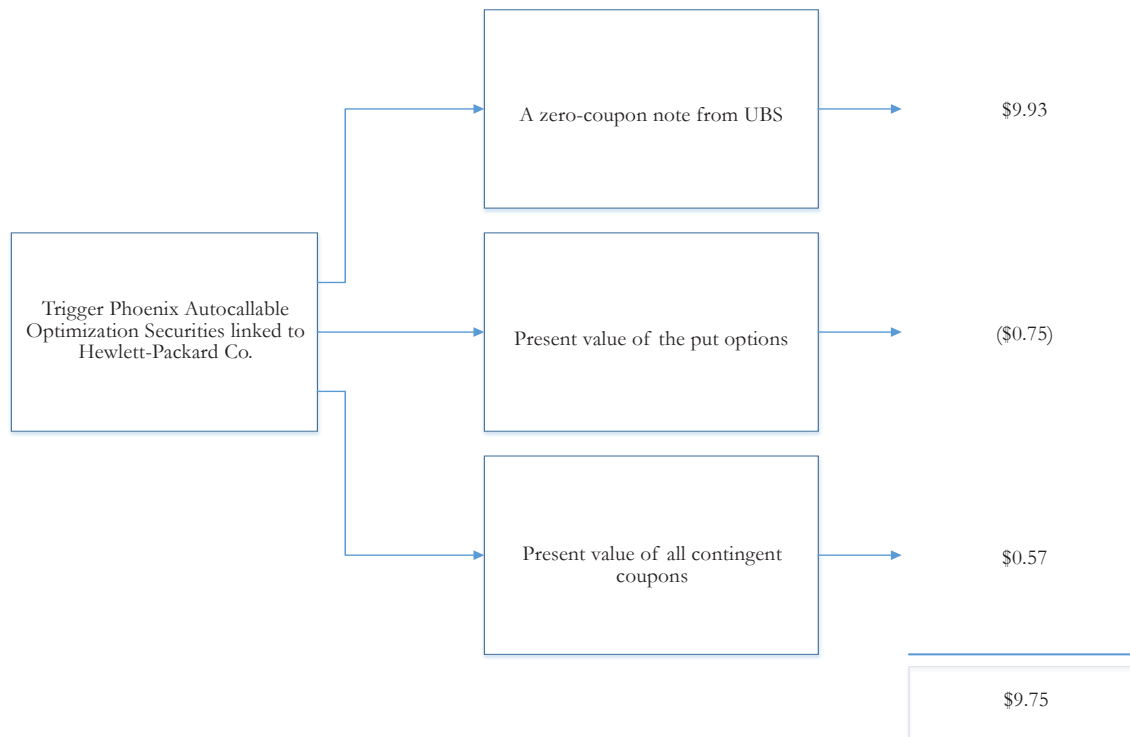 A zero-coupon note from UBS
$9.93
Trigger Phoenix Autocallable
Optimization Securities linked to
Hewlett-Packard Co.
Present value of the put options
($0.75)
Present value of all contingent
coupons
$0.57
$9.75